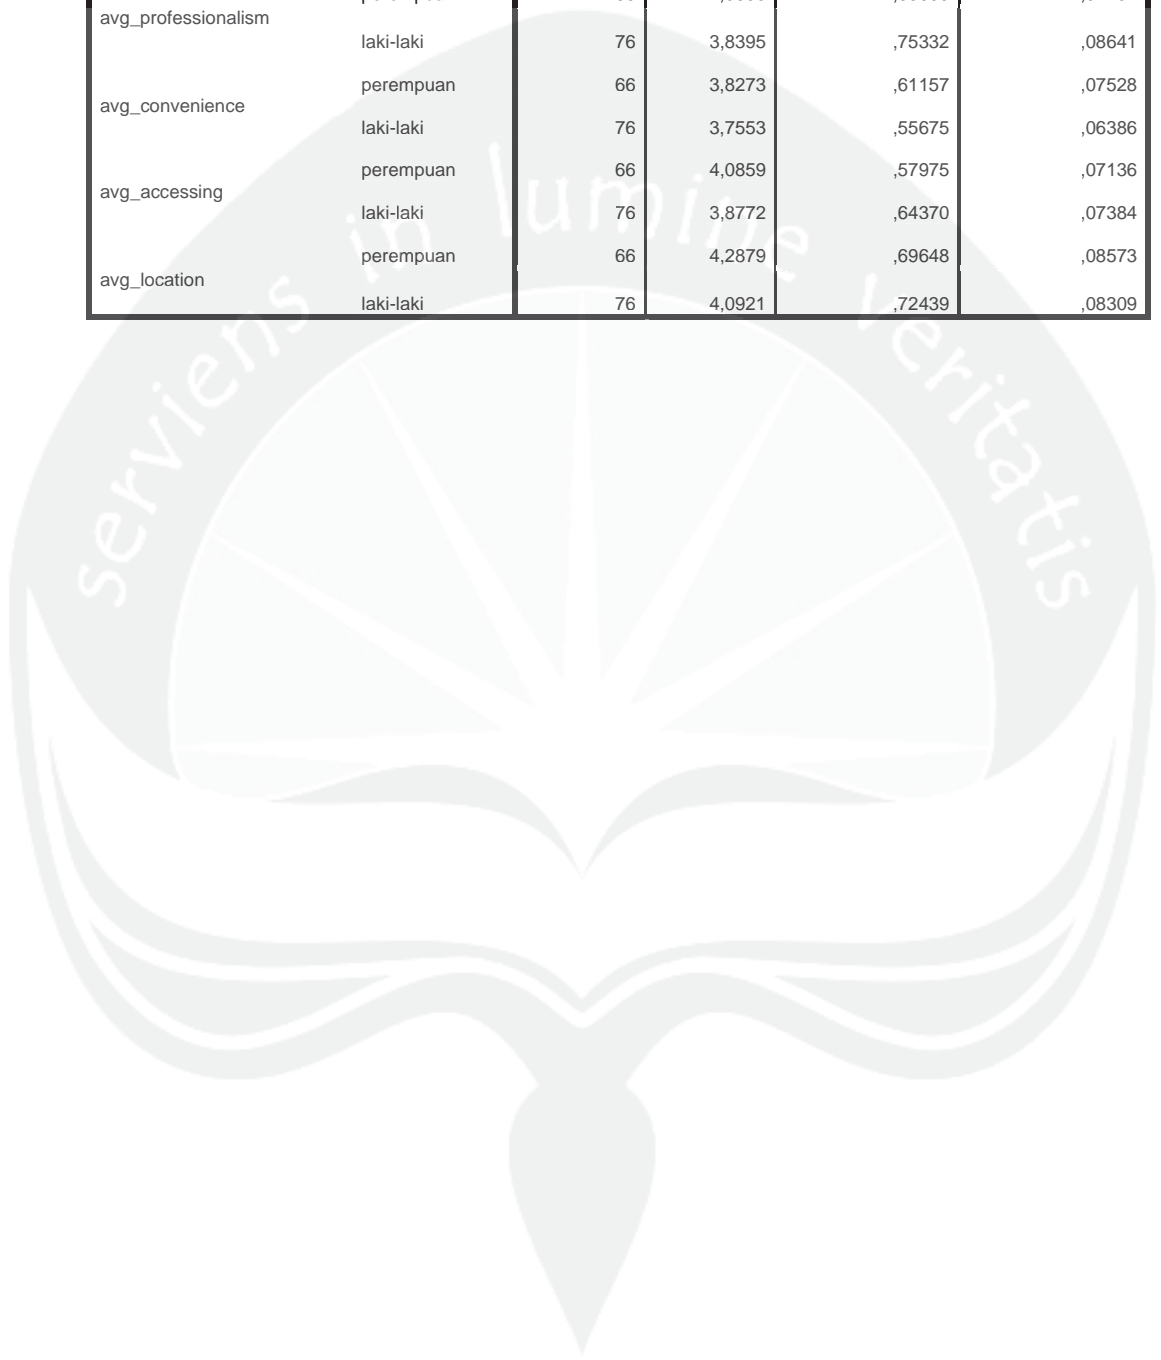 avg_professionalism
laki-laki 76 3,8395 ,75332 ,08641
perempuan 66 3,8273 ,61157 ,07528
avg_convenience
laki-laki 76 3,7553 ,55675 ,06386
perempuan 66 4,0859 ,57975 ,07136
avg_accessing
laki-laki 76 3,8772 ,64370 ,07384
perempuan 66 4,2879 ,69648 ,08573
avg_location
laki-laki 76 4,0921 ,72439 ,08309
serviens in lumine veritatis